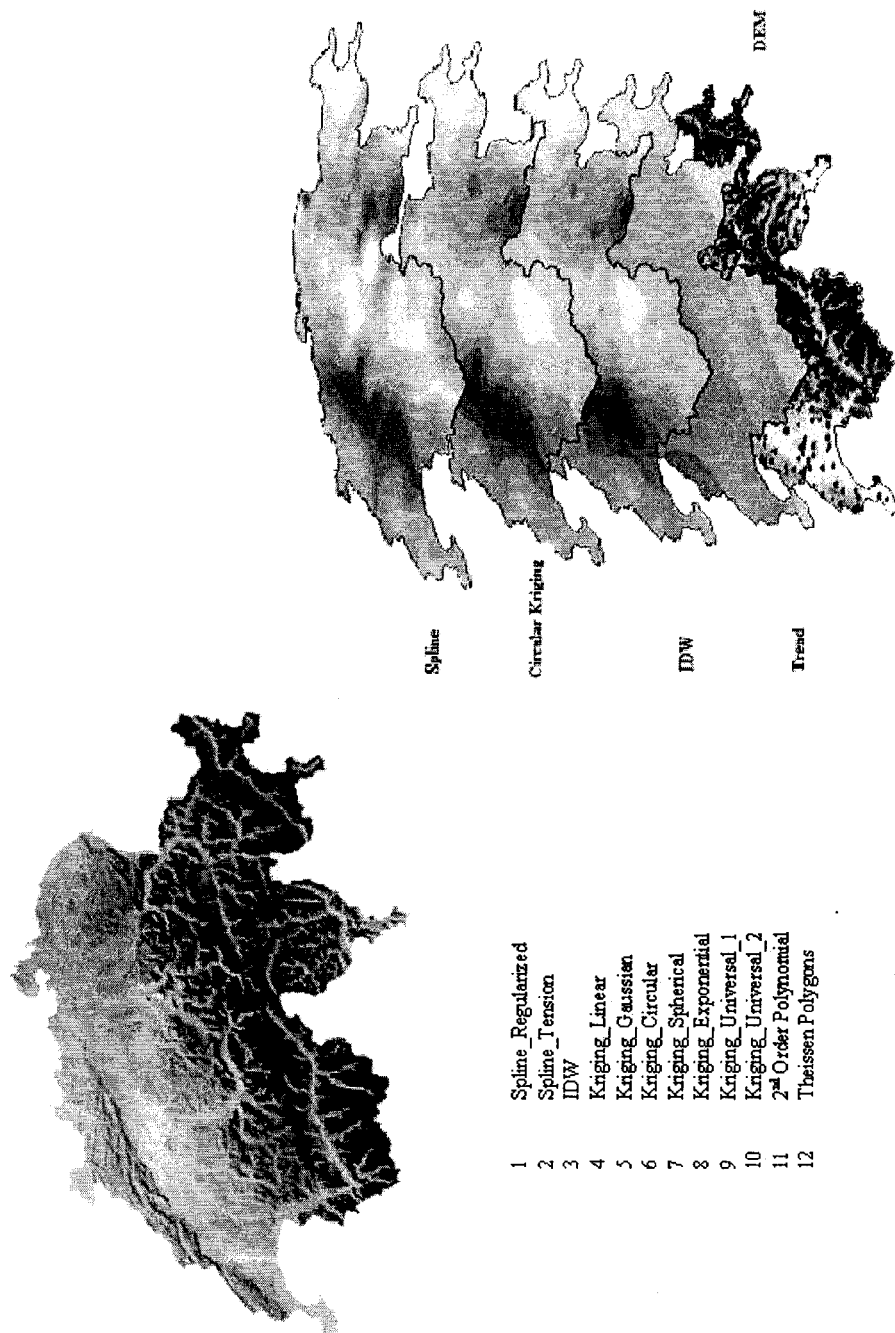 1 Spline_Regularized
2 Spline_Tension
3 IDW
4 Kriging_Linear
5 Kriging_Gaussian
6 Kriging_Circular
7 Kriging_Spherical
8 Kriging_Exponential
9 Kriging_Universal_1
10 Kriging_Universal_2
11 2nd Order Polynomial
12 Theissen Polygons
Spline
Circular Kriging
IDW
Trend
DEM